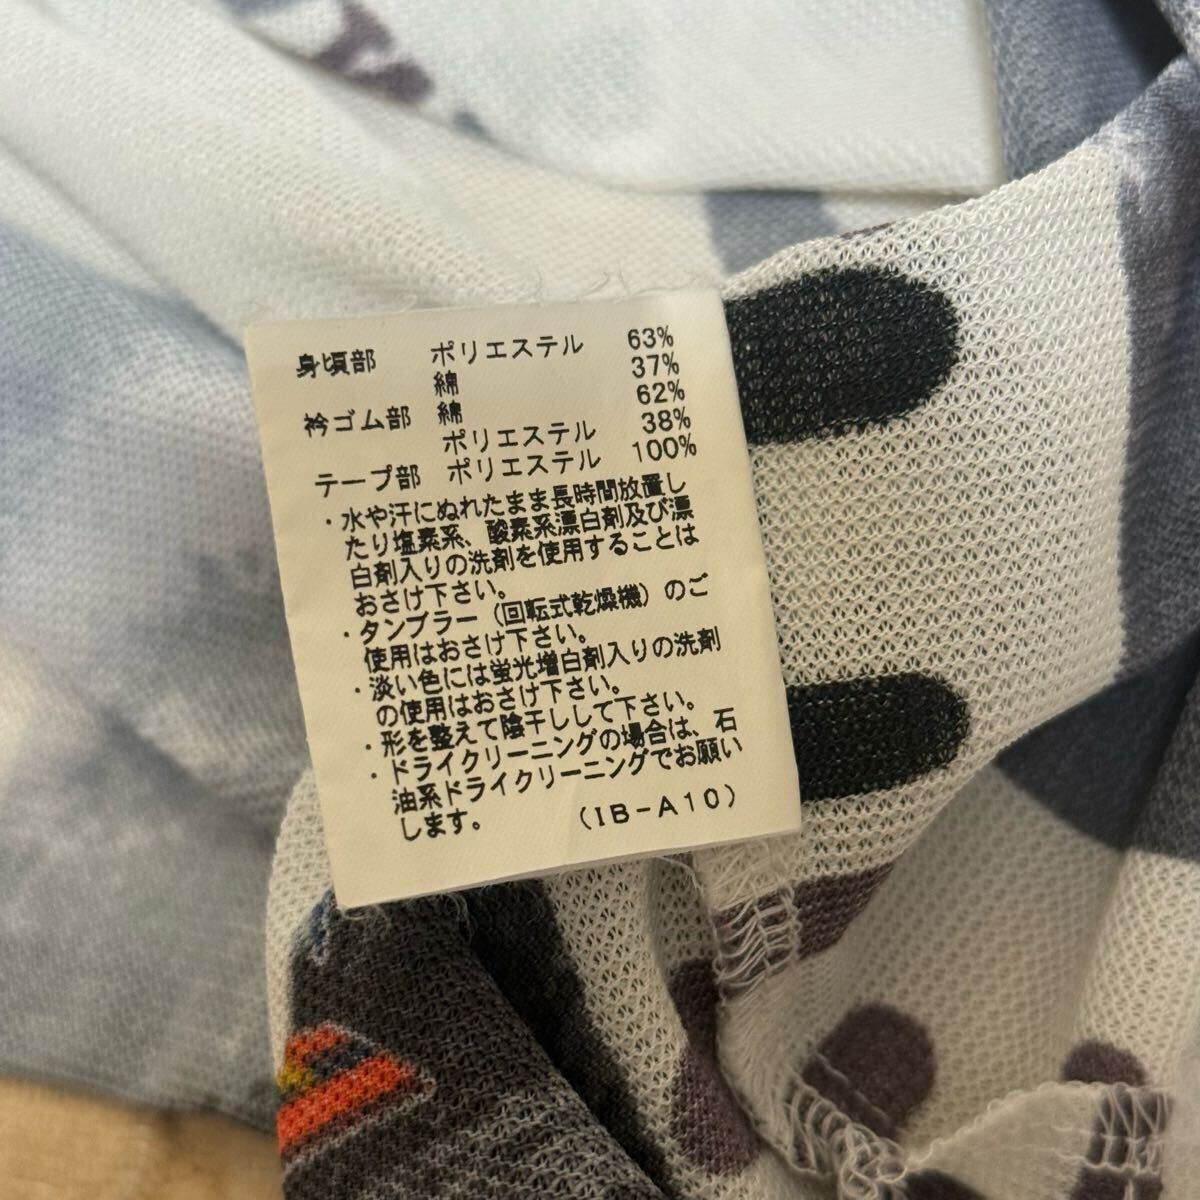 身頃部 ポリエステル 63%
綿 37%
衿ゴム部 綿 62%
ポリエステル 38%
テープ部 ポリエステル 100%
・水や汗にぬれたまま長時間放置し
たり塩素系、酸素系漂白剤及び漂
白剤入りの洗剤を使用することは
おさけ下さい。
・タンブラー（回転式乾燥機）のご
使用はおさけ下さい。
・淡い色には蛍光増白剤入りの洗剤
の使用はおさけ下さい。
・形を整えて陰干しして下さい。
・ドライクリーニングの場合は、石
油系ドライクリーニングでお願い
します。 （IB-A10）